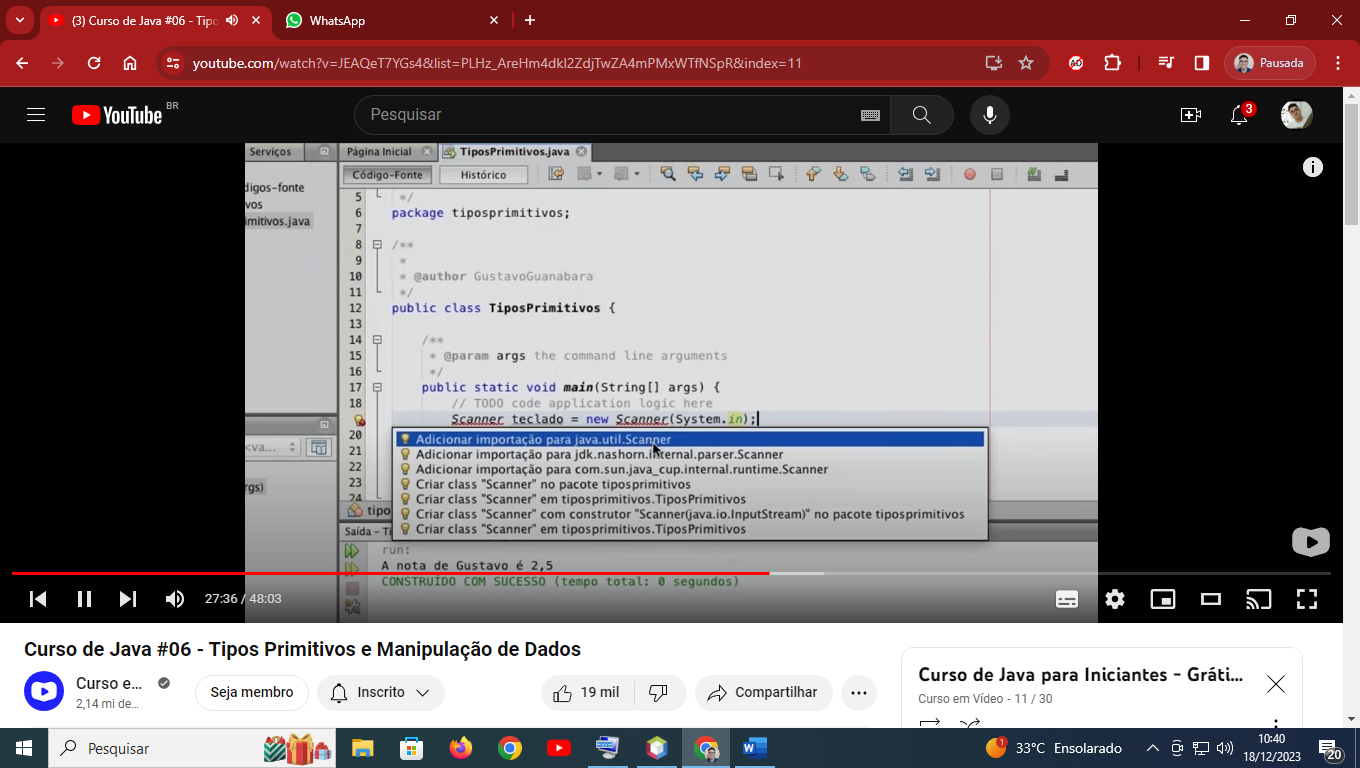 (3) Curso de Java #06 - Tipo
WhatsApp
youtube.com/watch?v=JEAQeT7YGs4&list=PLHz_AreHm4dkI2ZdjTwZA4mPMxWTfNSpR&index=11
Pausada
YouTube BR
Pesquisar
3
Serviços
Página Inicial
TiposPrimitivos.java
Código-Fonte
Histórico
digos-fonte
vos
imitivos.java
5 */
6 package tiposprimitivos;
7
8 /**
9 *
10 * @author GustavoGuanabara
11 */
12 public class TiposPrimitivos {
13
14 /**
15 * @param args the command line arguments
16 */
17 public static void main(String[] args) {
18 // TODO code application logic here
Scanner teclado = new Scanner(System.in);
20
21
22
23
24
Adicionar importação para java.util.Scanner
Adicionar importação para jdk.nashorn.internal.parser.Scanner
Adicionar importação para com.sun.java_cup.internal.runtime.Scanner
Criar class "Scanner" no pacote tiposprimitivos
Criar class "Scanner" em tiposprimitivos.TiposPrimitivos
Criar class "Scanner" com construtor "Scanner(java.io.InputStream)" no pacote tiposprimitivos
Criar class "Scanner" em tiposprimitivos.TiposPrimitivos
<va...
rgs)
tipo
Saída - Ti
run:
A nota de Gustavo é 2,5
CONSTRUÍDO COM SUCESSO (tempo total: 0 segundos)
27:36 / 48:03
Curso de Java #06 - Tipos Primitivos e Manipulação de Dados
Curso e...
2,14 mi de...
Seja membro
Inscrito
19 mil
Compartilhar
Curso de Java para Iniciantes - Gráti...
Curso em Vídeo - 11 / 30
Pesquisar
1
33°C Ensolarado
10:40
18/12/2023
20